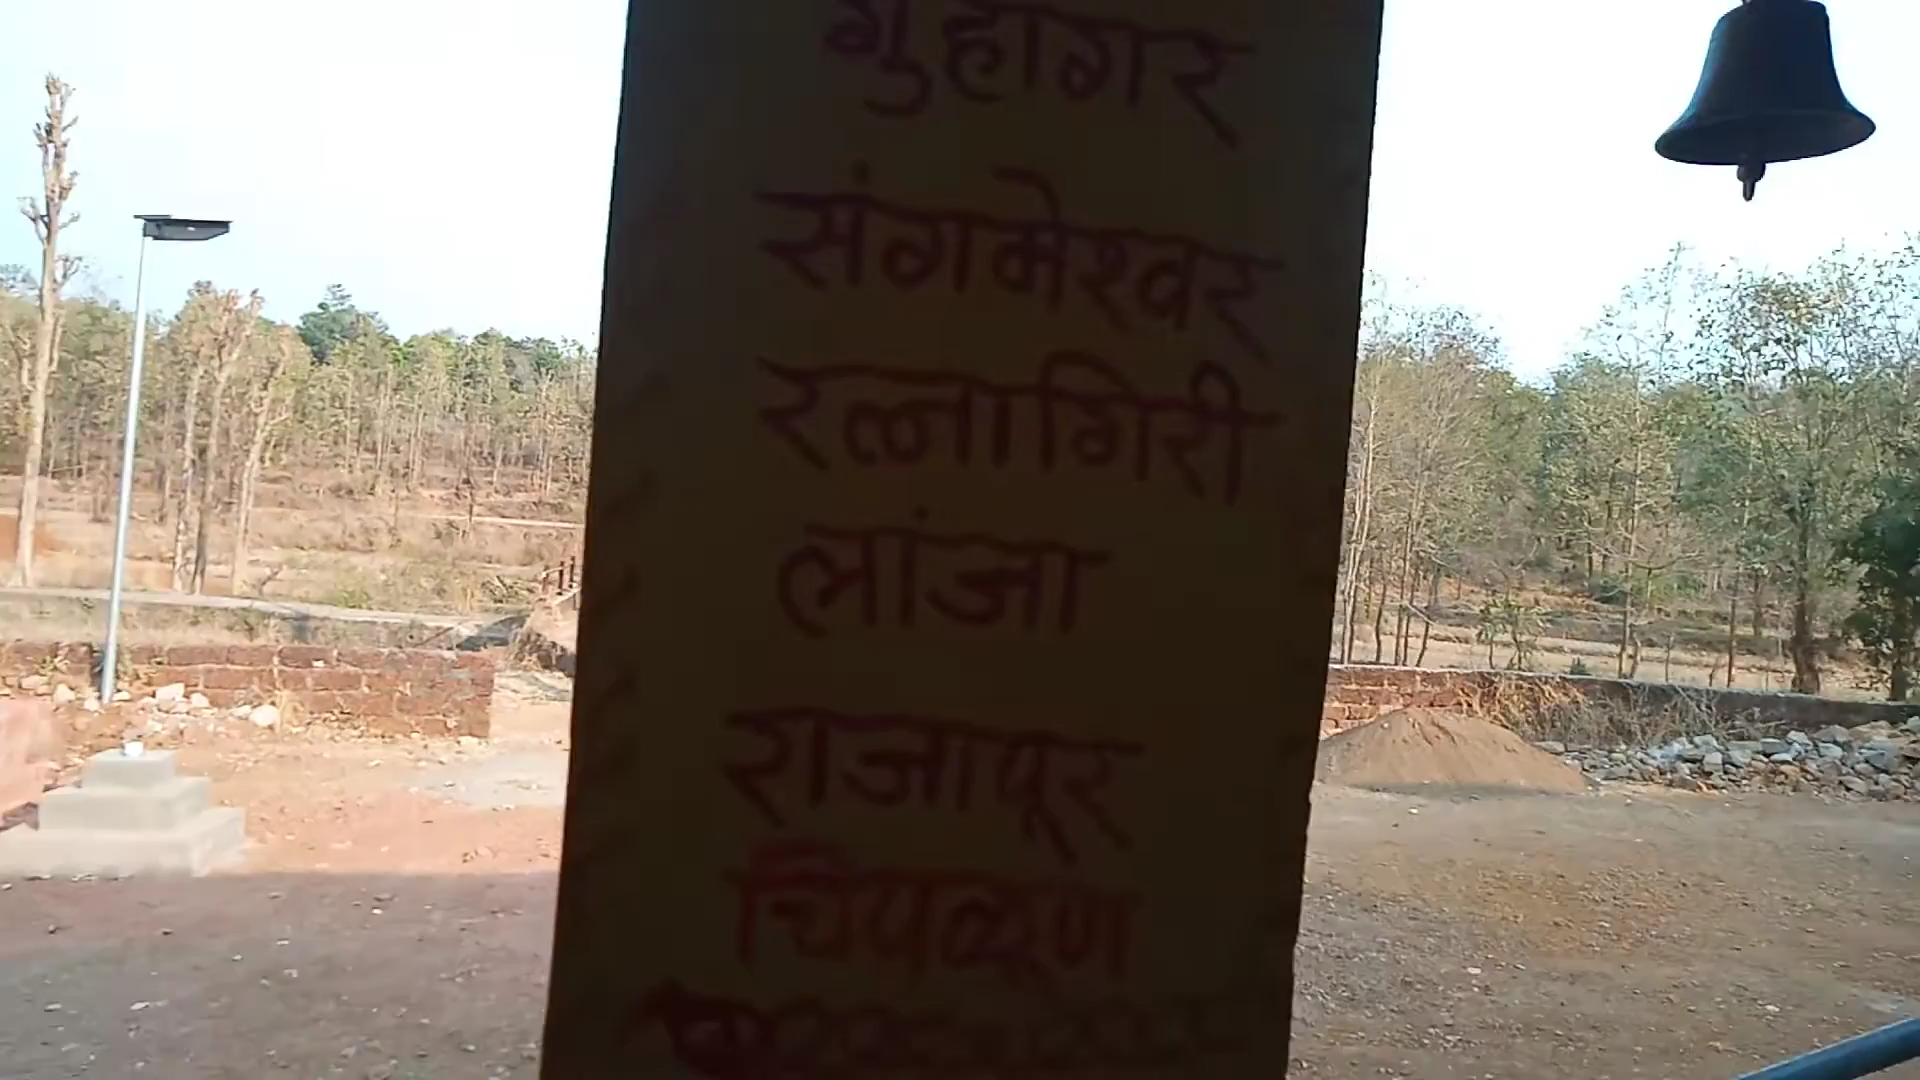 गुहागर
संगमेश्वर
रत्नागिरी
लांजा
राजापूर
चिपळूण